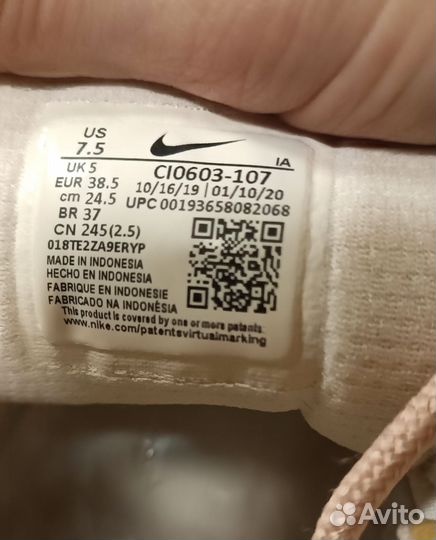 US
7.5
IA
UK 5
CI0603-107
EUR 38.5
10/16/19 | 01/10/20
cm 24.5
UPC 00193658082068
BR 37
CN 245(2.5)
018TE2ZA9ERYP
MADE IN INDONESIA
HECHO EN INDONESIA
FABRIQUE EN INDONESIE
FABRICADO NA INDONÉSIA
This product is covered by one or more patents.
www.nike.com/patentsvirtualmarking
Avito